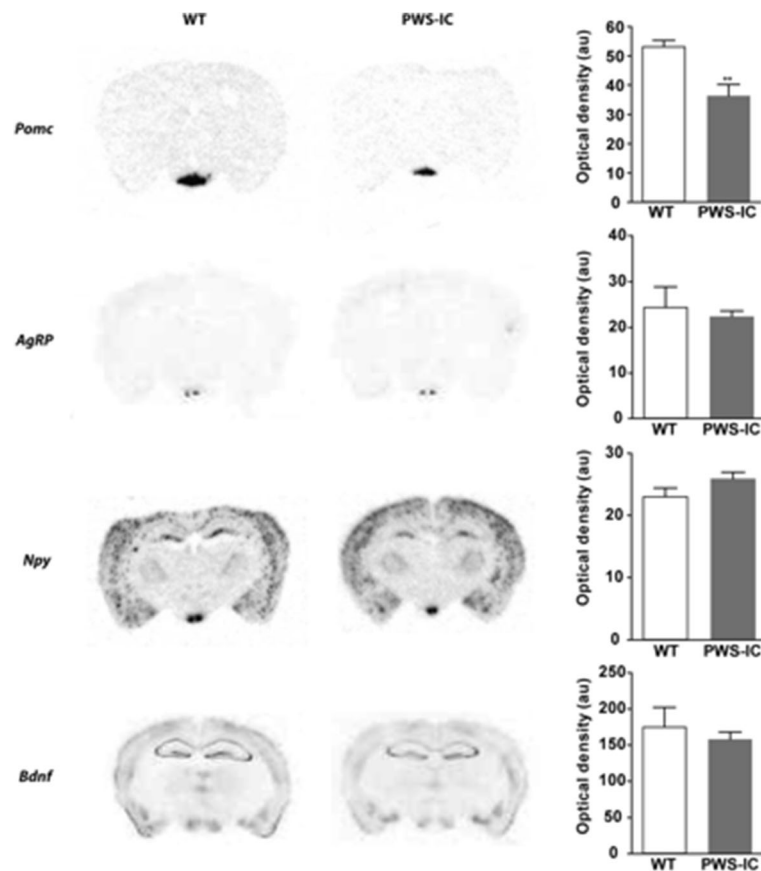 WT PWS-IC
Pomc
Optical density (au)
60
50
40
30
20
10
0
**
WT PWS-IC
AgRP
Optical density (au)
40
30
20
10
0
WT PWS-IC
Npy
Optical density (au)
30
20
10
0
WT PWS-IC
Bdnf
Optical density (au)
250
200
150
100
50
0
WT PWS-IC